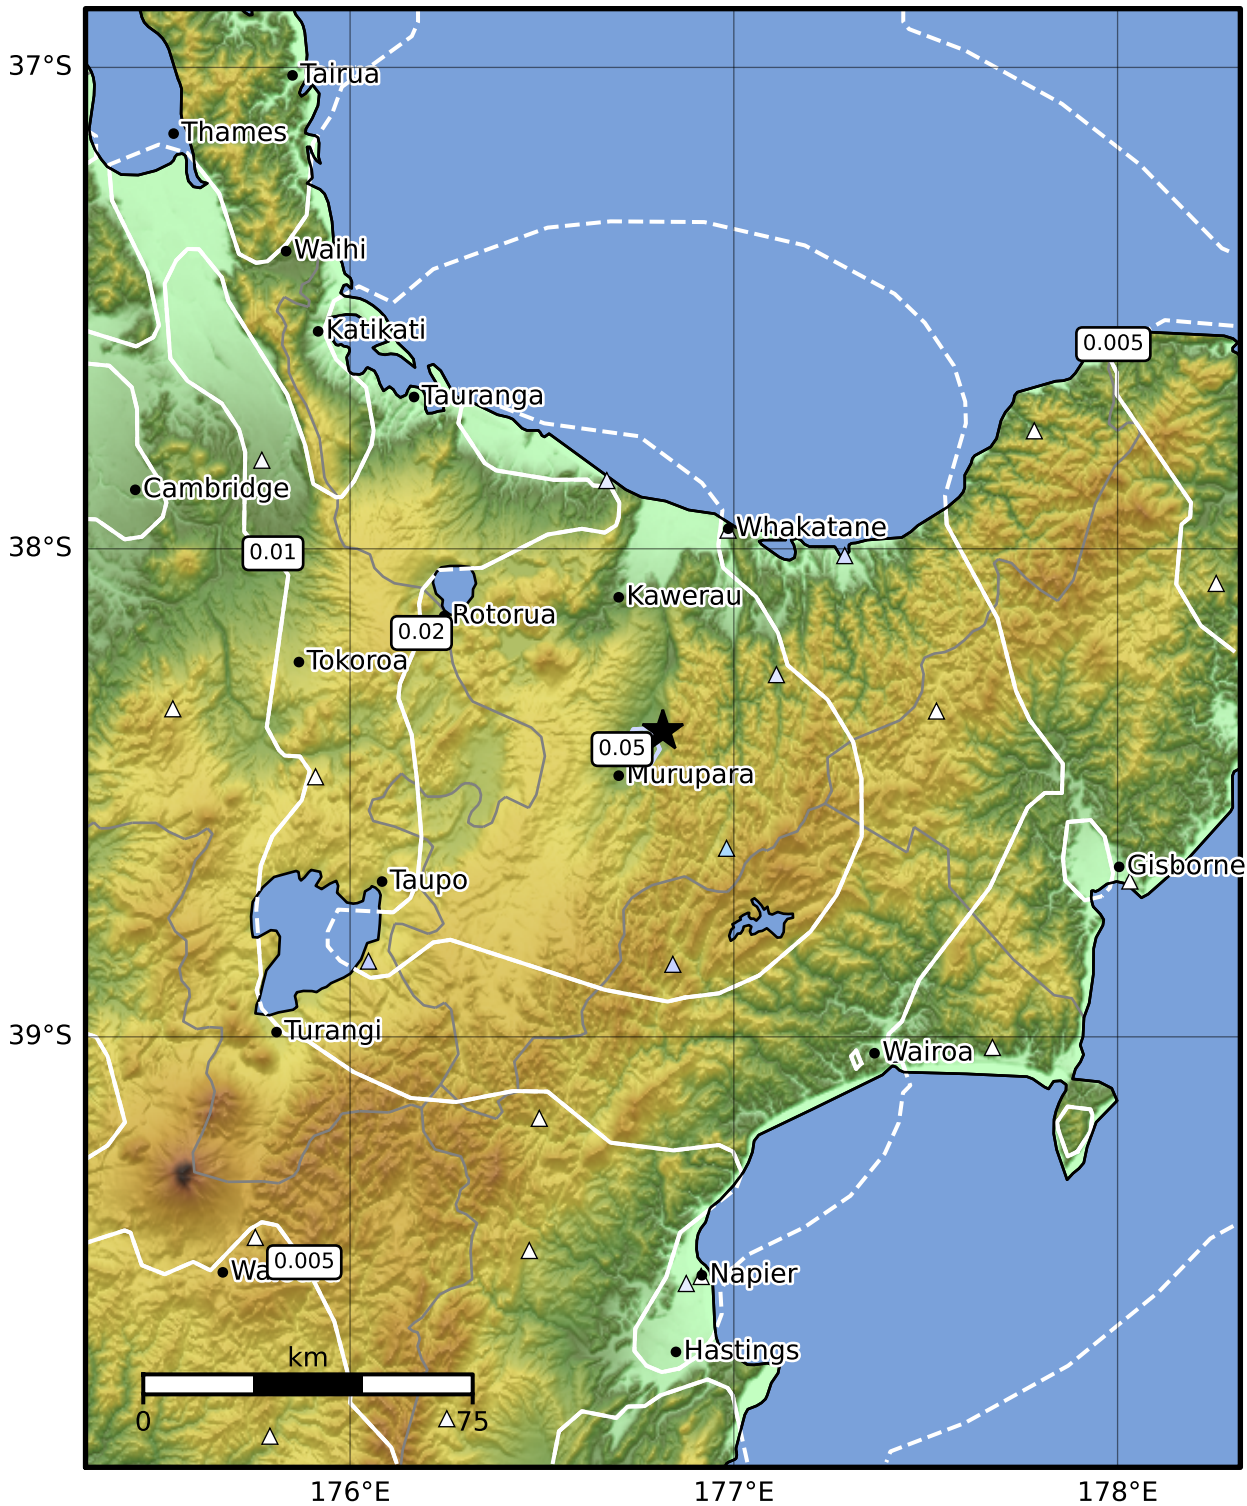 37°S
Tairua
Thames
Waihi
Katikati
0.005
Tauranga
Cambridge
Whakatane
38°S
0.01
Kawerau
Rotorua
0.02
Tokoroa
0.05
Murupara
Gisborne
Taupo
Turangi
39°S
Wairoa
Wa
0.005
Napier
Hastings
km
0 75
176°E 177°E 178°E